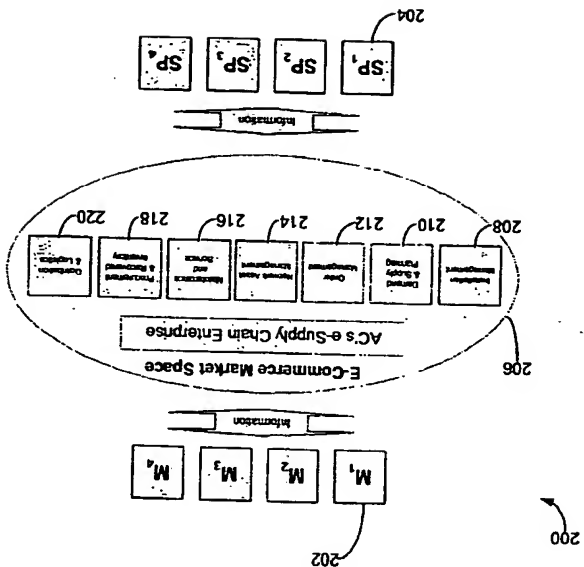 200
202
M1 M2 M3 M4
Information
206
E-Commerce Market Space
AC's e-Supply Chain Enterprise
Installation Management
Demand & Supply Planning
Order Management
Network Asset Management
Maintenance and Service
Procurement & Recovered Inventory
Distribution & Logistics
208 210 212 214 216 218 220
Information
SP1 SP2 SP3 SP4
204